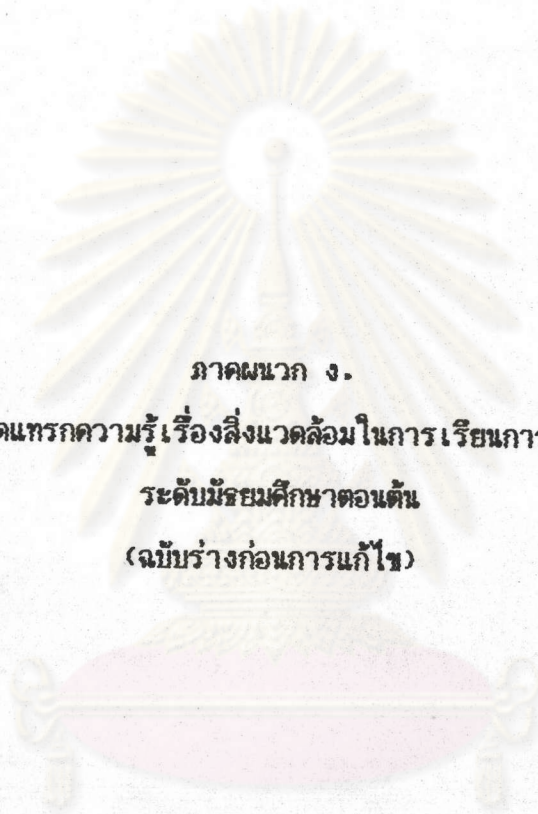 ภาคผนวก ง.
ดแทรกความรู้เรื่องสิ่งแวดล้อมในการเรียนการ
ระดับมัธยมศึกษาตอนต้น
(ฉบับร่างก่อนการแก้ไข)